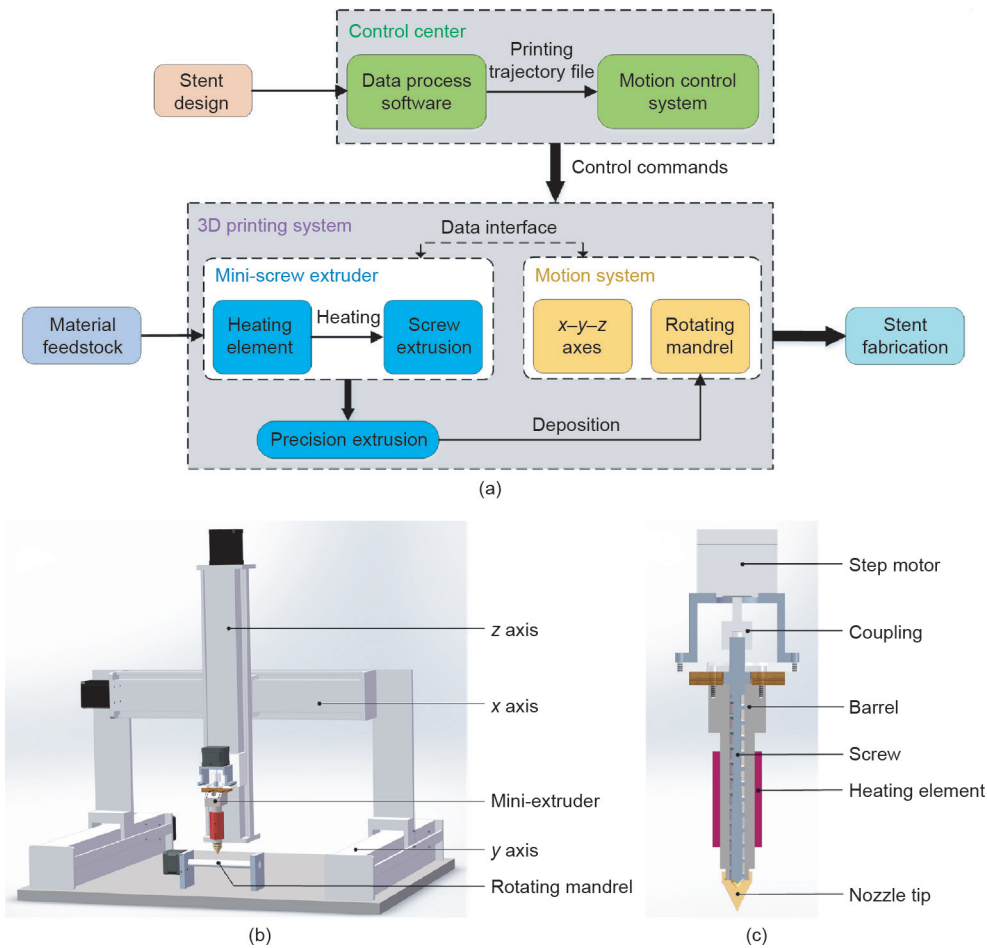 Control center
Stent
design
Data process
software
Printing
trajectory file
Motion control
system
Control commands
3D printing system
Data interface
Mini-screw extruder
Motion system
Material
feedstock
Heating
element
Heating
Screw
extrusion
x–y–z
axes
Rotating
mandrel
Stent
fabrication
Precision extrusion
Deposition
(a)
z axis
x axis
Mini-extruder
y axis
Rotating mandrel
(b)
Step motor
Coupling
Barrel
Screw
Heating element
Nozzle tip
(c)